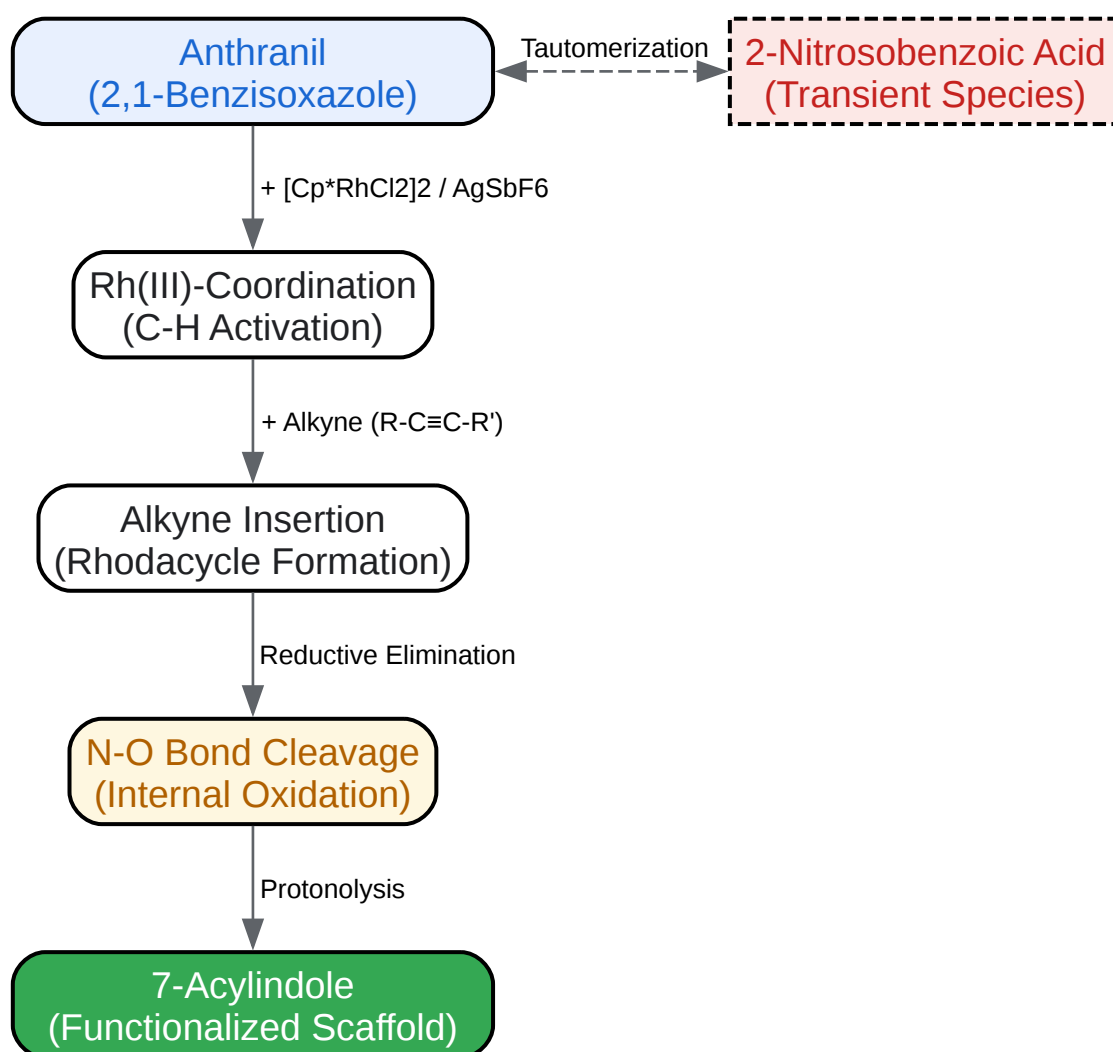 Anthranil
(2,1-Benzisoxazole)
Tautomerization
2-Nitrosobenzoic Acid
(Transient Species)
+ [Cp*RhCl2]2 / AgSbF6
Rh(III)-Coordination
(C-H Activation)
+ Alkyne (R-C≡C-R')
Alkyne Insertion
(Rhodacycle Formation)
Reductive Elimination
N-O Bond Cleavage
(Internal Oxidation)
Protonolysis
7-Acylindole
(Functionalized Scaffold)